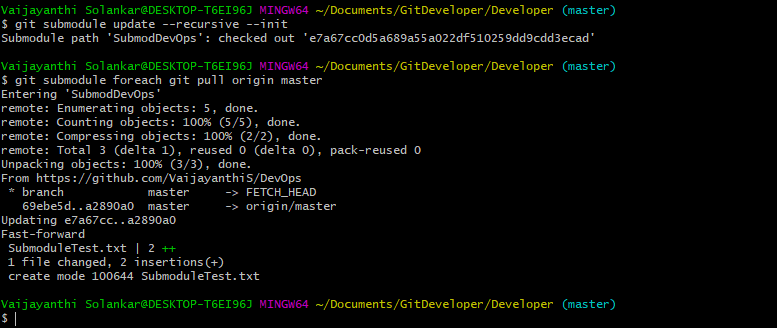 Vaijayanthi Solankar@DESKTOP-T6EI96J MINGW64 ~/Documents/GitDeveloper/Developer (master)
$ git submodule update --recursive --init
Submodule path 'SubmodDevOps': checked out 'e7a67cc0d5a689a55a022df510259dd9cdd3ecad'
Vaijayanthi Solankar@DESKTOP-T6EI96J MINGW64 ~/Documents/GitDeveloper/Developer (master)
$ git submodule foreach git pull origin master
Entering 'SubmodDevOps'
remote: Enumerating objects: 5, done.
remote: Counting objects: 100% (5/5), done.
remote: Compressing objects: 100% (2/2), done.
remote: Total 3 (delta 1), reused 0 (delta 0), pack-reused 0
Unpacking objects: 100% (3/3), done.
From https://github.com/VaijayanthiS/DevOps
 * branch            master     -> FETCH_HEAD
   69ebe5d..a2890a0  master     -> origin/master
Updating e7a67cc..a2890a0
Fast-forward
 SubmoduleTest.txt | 2 ++
 1 file changed, 2 insertions(+)
 create mode 100644 SubmoduleTest.txt
Vaijayanthi Solankar@DESKTOP-T6EI96J MINGW64 ~/Documents/GitDeveloper/Developer (master)
$